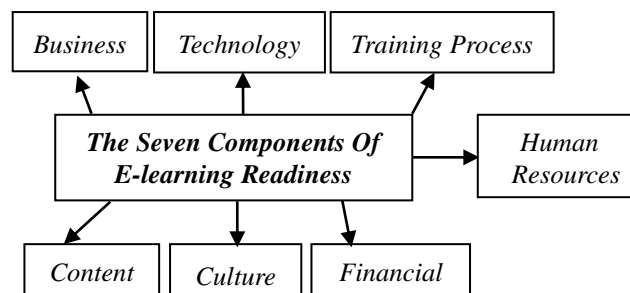 Business
Technology
Training Process
The Seven Components Of
E-learning Readiness
Human
Resources
Content
Culture
Financial